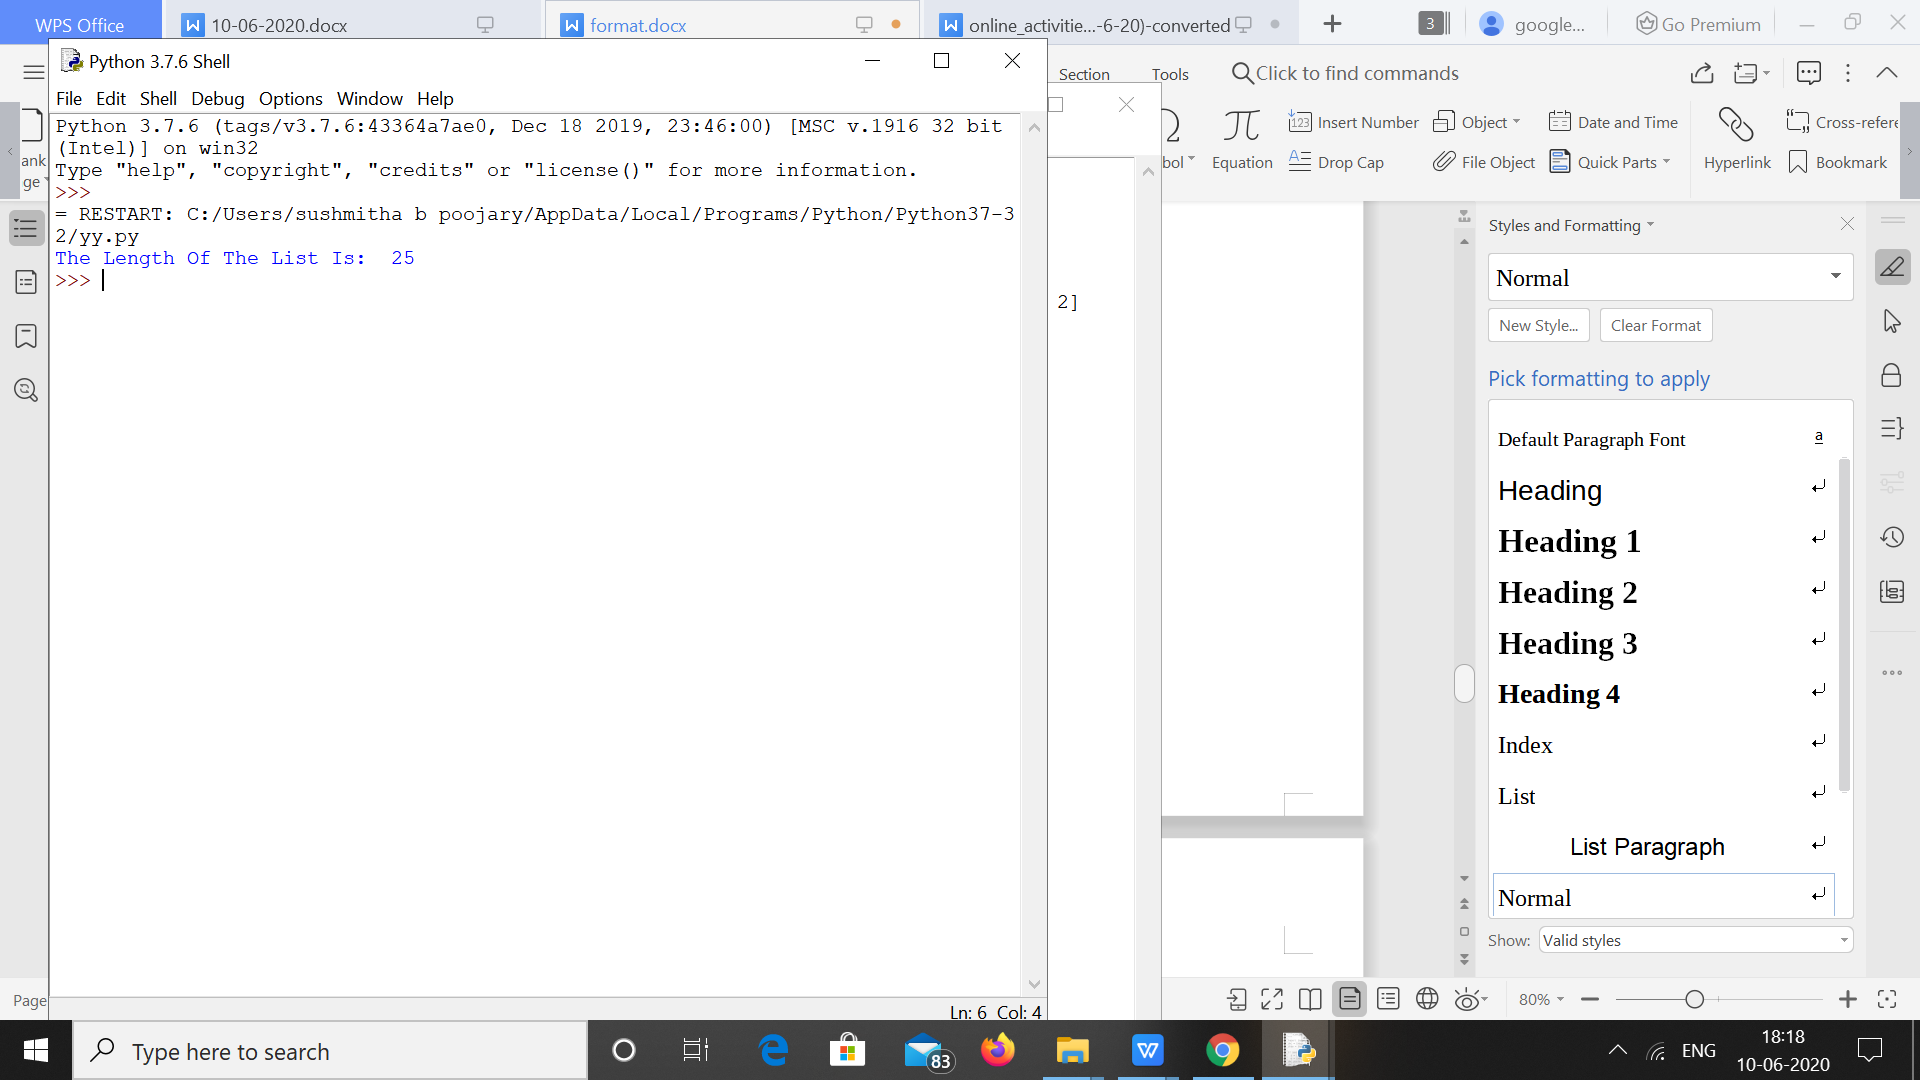 WPS Office
10-06-2020.docx
format.docx
online_activitie...-6-20)-converted
3
google...
Go Premium
Python 3.7.6 Shell
Section
Tools
Click to find commands
File Edit Shell Debug Options Window Help
Insert Number
Object
Date and Time
Cross-refere
ank
ge
bol
Equation
Drop Cap
File Object
Quick Parts
Hyperlink
Bookmark
Python 3.7.6 (tags/v3.7.6:43364a7ae0, Dec 18 2019, 23:46:00) [MSC v.1916 32 bit
(Intel)] on win32
Type "help", "copyright", "credits" or "license()" for more information.
>>>
= RESTART: C:/Users/sushmitha b poojary/AppData/Local/Programs/Python/Python37-3
2/yy.py
The Length Of The List Is:  25
>>>
2]
Styles and Formatting
Normal
New Style...
Clear Format
Pick formatting to apply
Default Paragraph Font a
Heading
Heading 1
Heading 2
Heading 3
Heading 4
Index
List
List Paragraph
Normal
Show: Valid styles
Page
Ln: 6 Col: 4
80%
Type here to search
83
ENG
18:18
10-06-2020